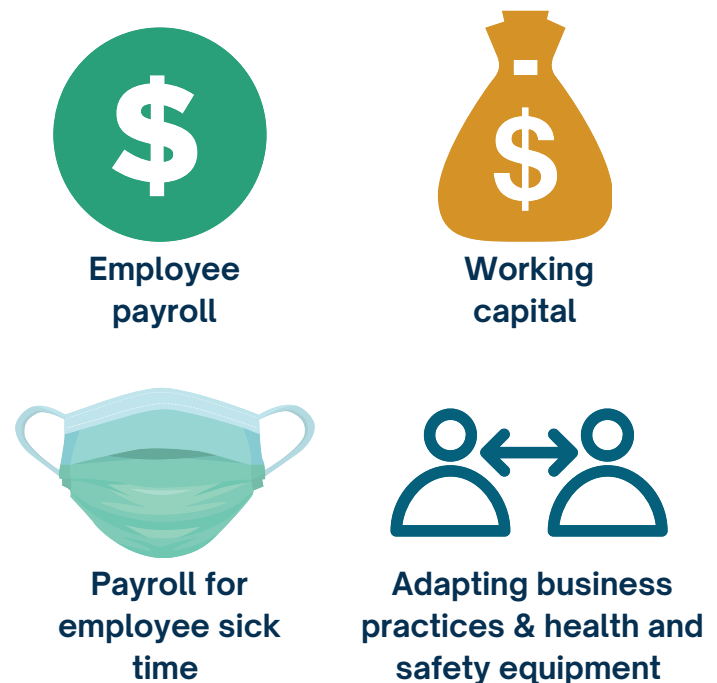 $
$
Employee
payroll
Working
capital
Payroll for
employee sick
time
Adapting business
practices & health and
safety equipment